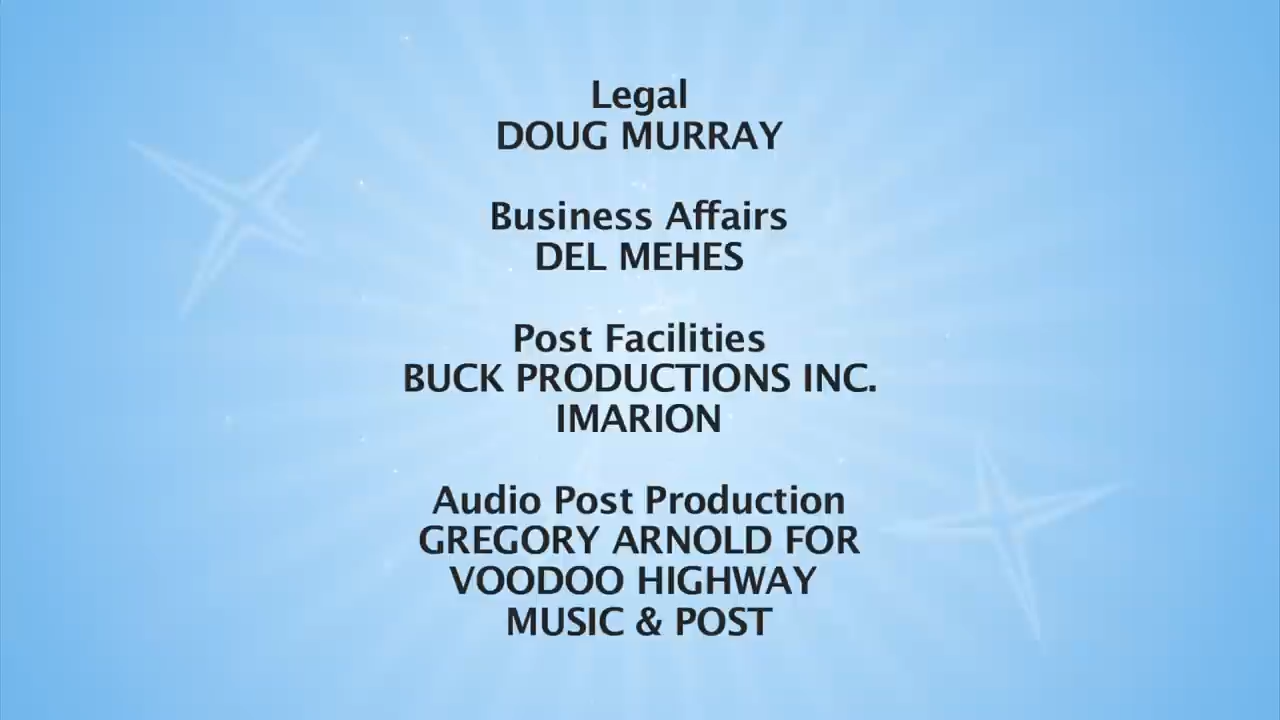 Legal
DOUG MURRAY
Business Affairs
DEL MEHES
Post Facilities
BUCK PRODUCTIONS INC.
IMARION
Audio Post Production
GREGORY ARNOLD FOR
VOODOO HIGHWAY
MUSIC & POST